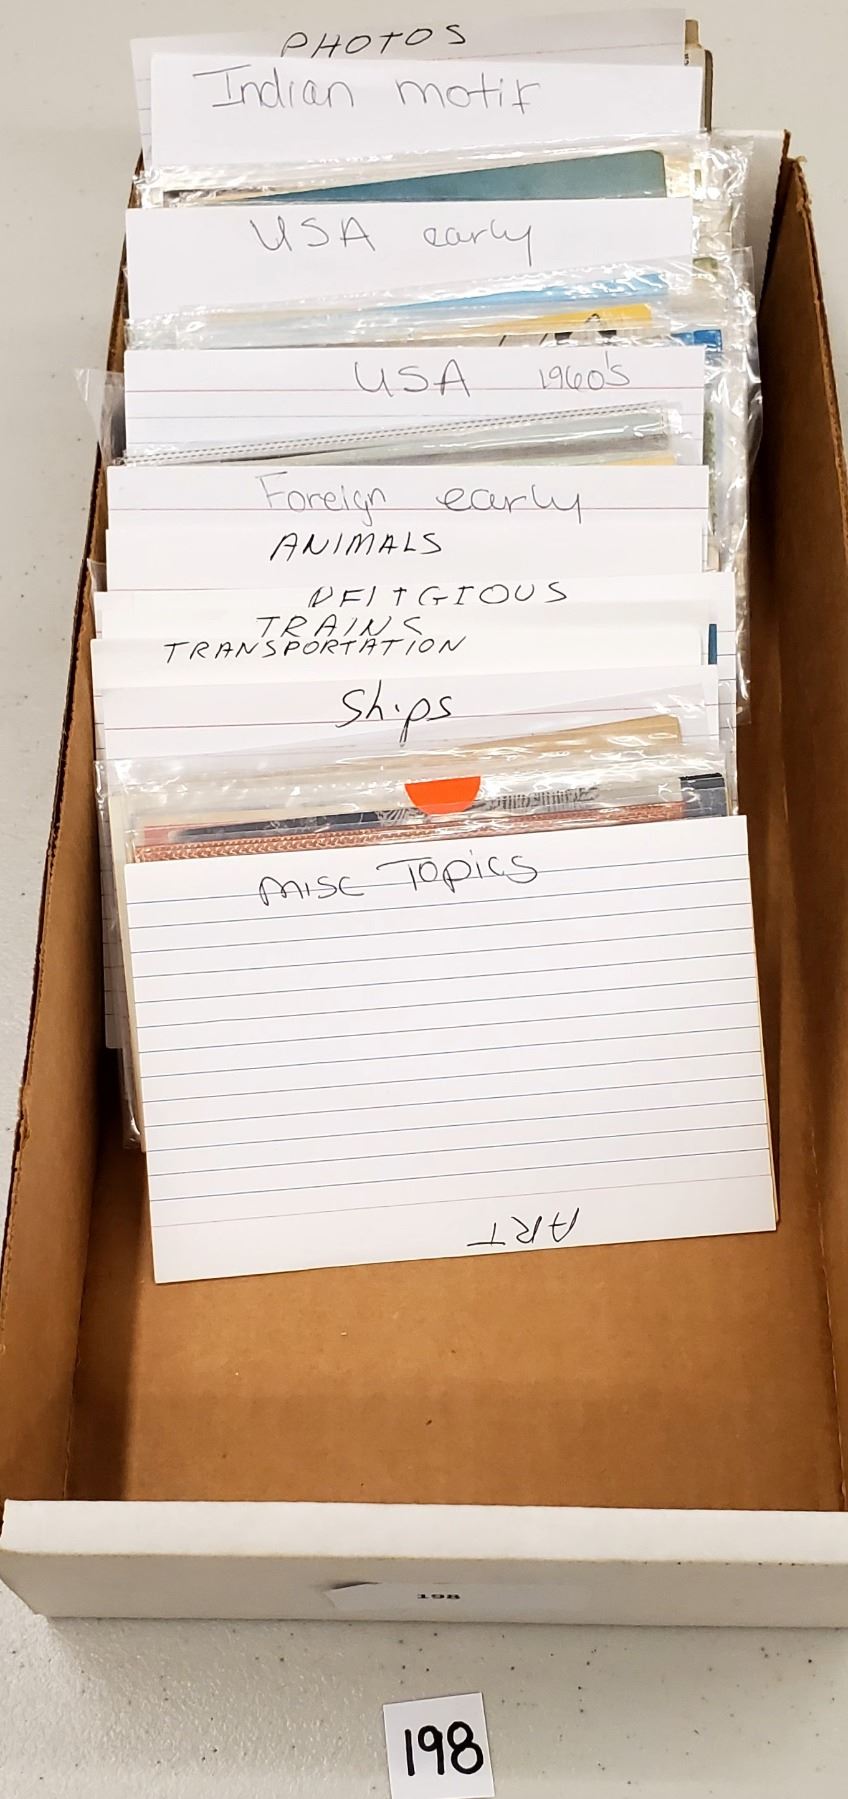 PHOTOS
Indian motif
USA early
USA 1960's
Foreign early
ANIMALS
RELIGIOUS
TRAINS
TRANSPORTATION
Ships
MISC Topics
ART
198
198